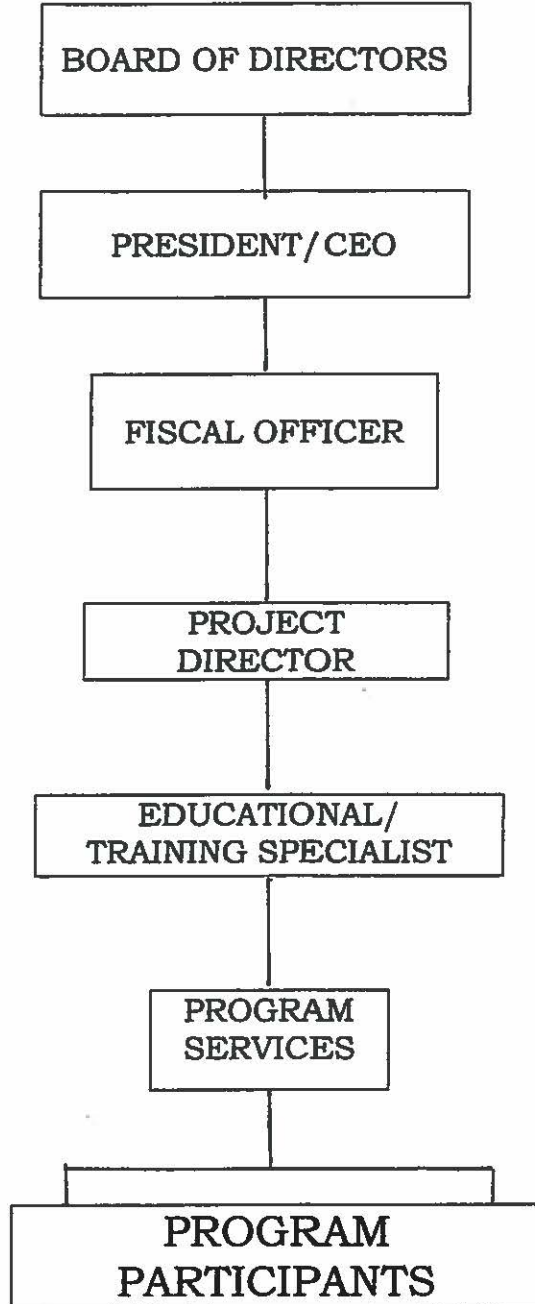 BOARD OF DIRECTORS
PRESIDENT/CEO
FISCAL OFFICER
PROJECT
DIRECTOR
EDUCATIONAL/
TRAINING SPECIALIST
PROGRAM
SERVICES
PROGRAM
PARTICIPANTS